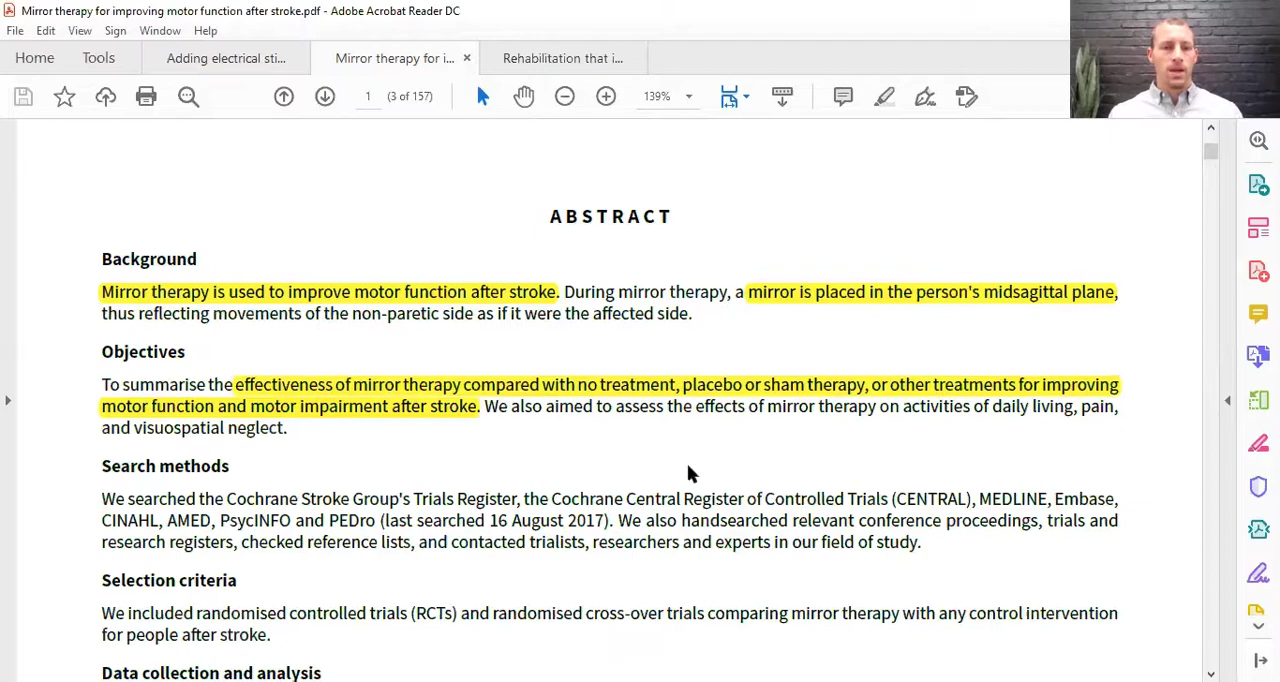 Mirror therapy for improving motor function after stroke.pdf - Adobe Acrobat Reader DC
File Edit View Sign Window Help
Home Tools Adding electrical sti... Mirror therapy for i... × Rehabilitation that i...
1 (3 of 157) 139%
ABSTRACT
Background
Mirror therapy is used to improve motor function after stroke. During mirror therapy, a mirror is placed in the person's midsagittal plane,
thus reflecting movements of the non-paretic side as if it were the affected side.
Objectives
To summarise the effectiveness of mirror therapy compared with no treatment, placebo or sham therapy, or other treatments for improving
motor function and motor impairment after stroke. We also aimed to assess the effects of mirror therapy on activities of daily living, pain,
and visuospatial neglect.
Search methods
We searched the Cochrane Stroke Group's Trials Register, the Cochrane Central Register of Controlled Trials (CENTRAL), MEDLINE, Embase,
CINAHL, AMED, PsycINFO and PEDro (last searched 16 August 2017). We also handsearched relevant conference proceedings, trials and
research registers, checked reference lists, and contacted trialists, researchers and experts in our field of study.
Selection criteria
We included randomised controlled trials (RCTs) and randomised cross-over trials comparing mirror therapy with any control intervention
for people after stroke.
Data collection and analysis